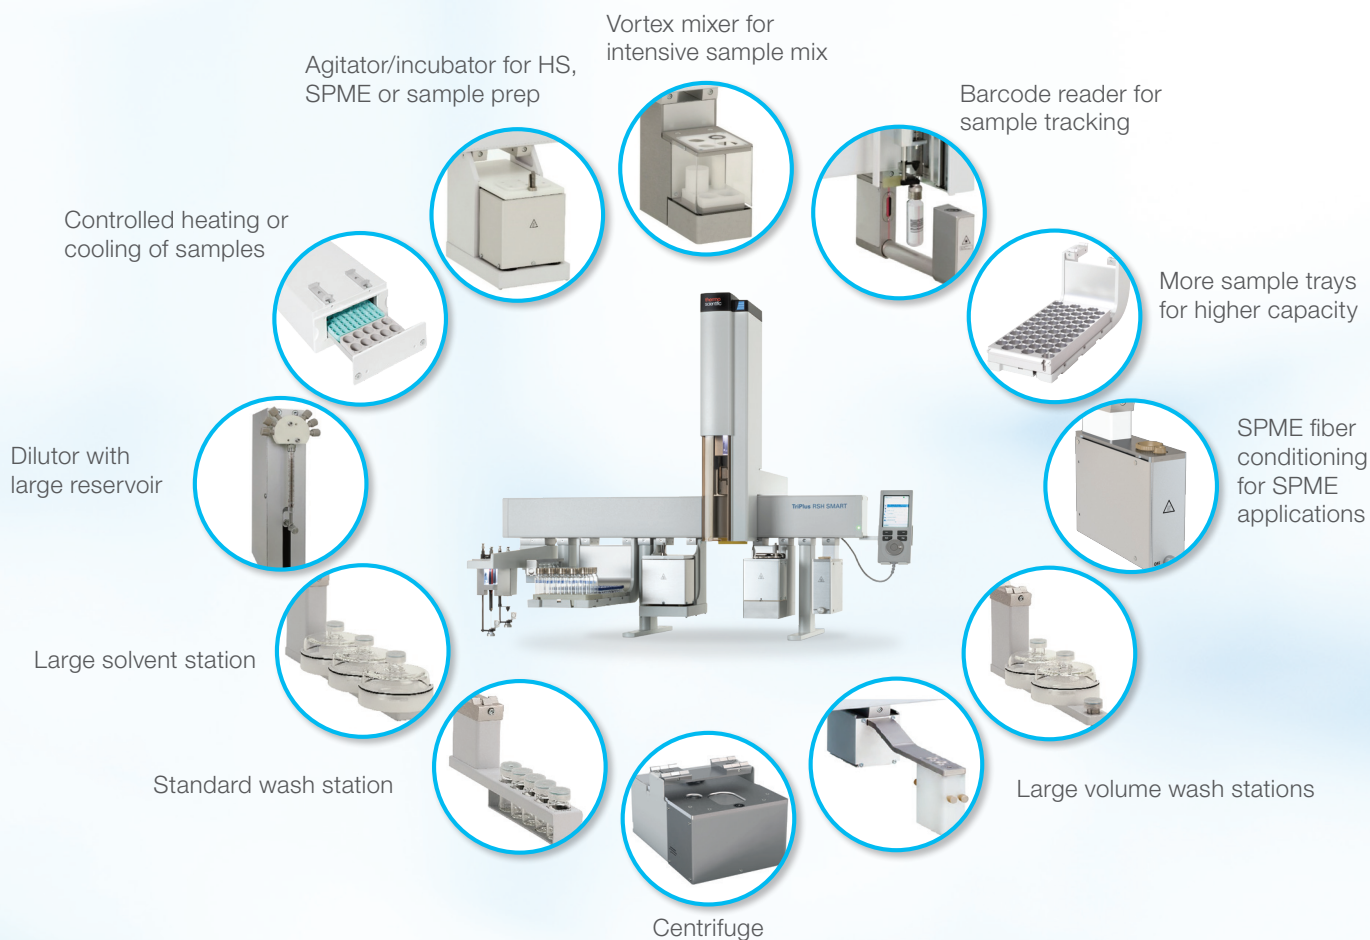 Vortex mixer for
intensive sample mix
Agitator/incubator for HS,
SPME or sample prep
Barcode reader for
sample tracking
Controlled heating or
cooling of samples
More sample trays
for higher capacity
Dilutor with
large reservoir
SPME fiber
conditioning
for SPME
applications
thermo
scientific
TriPlus RSH SMART
Large solvent station
Standard wash station
Large volume wash stations
Centrifuge